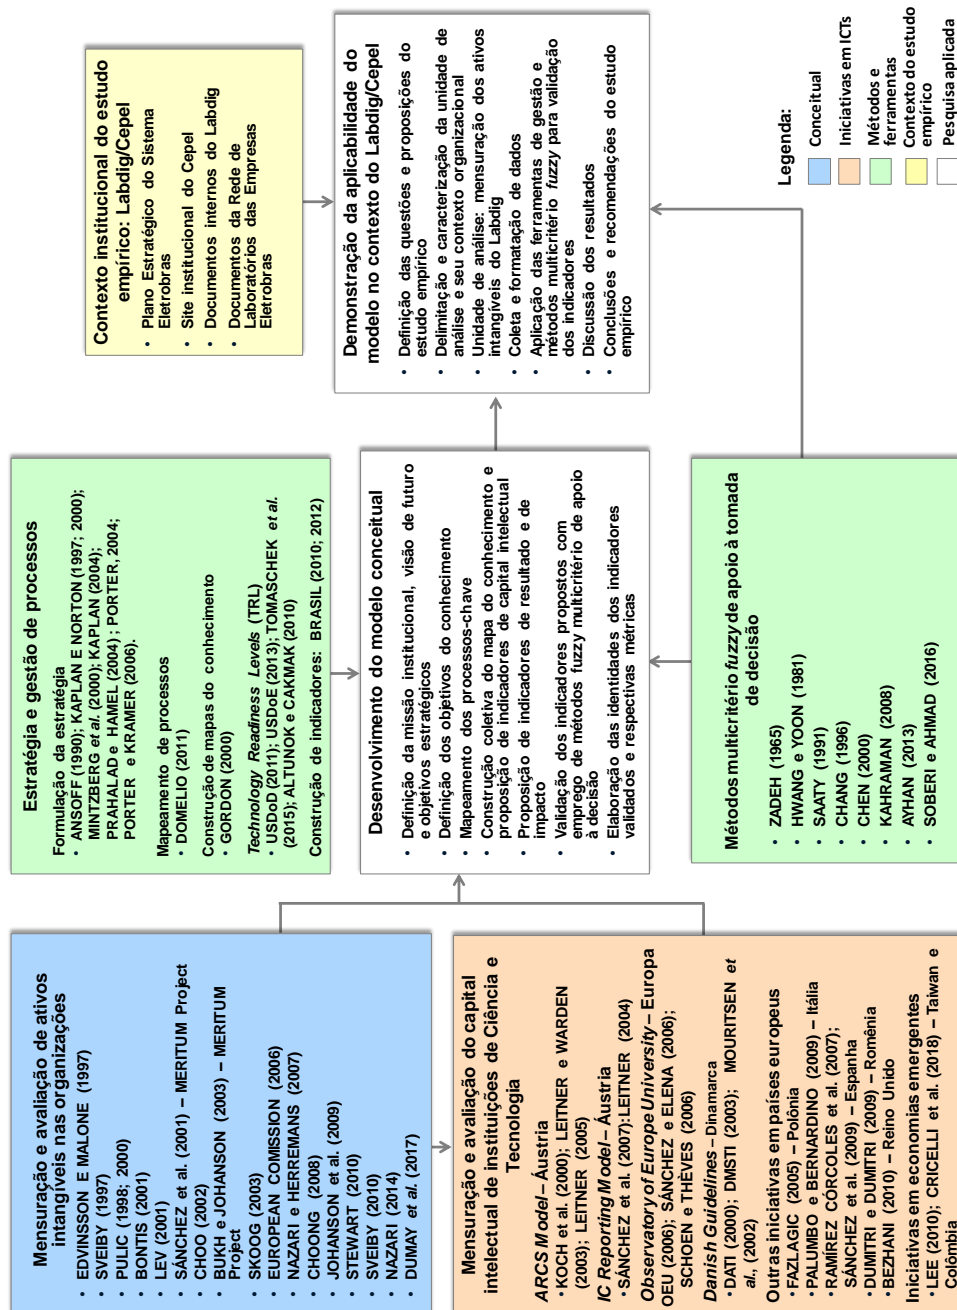 Mensuração e avaliação de ativos
intangíveis nas organizações
• EDVINSSON E MALONE (1997)
• SVEIBY (1997)
• PULIC (1998; 2000)
• BONTIS (2001)
• LEV (2001)
• SÁNCHEZ et al. (2001) – MERITUM Project
• CHOO (2002)
• BUKH e JOHANSON (2003) – MERITUM
Project
• SKOOG (2003)
• EUROPEAN COMISSION (2006)
• NAZARI e HERREMANS (2007)
• CHOONG (2008)
• JOHANSON et al. (2009)
• STEWART (2010)
• SVEIBY (2010)
• NAZARI (2014)
• DUMAY et al. (2017)
Mensuração e avaliação do capital
intelectual de instituições de Ciência e
Tecnologia
ARCS Model – Áustria
• KOCH et al. (2000); LEITNER e WARDEN
(2003); LEITNER (2005)
IC Reporting Model – Áustria
• SÁNCHEZ et al. (2007); LEITNER (2004)
Observatory of Europe University – Europa
OEU (2006); SÁNCHEZ e ELENA (2006);
SCHOEN e THÈVES (2006)
Danish Guidelines – Dinamarca
• DATI (2000); DMSTI (2003); MOURITSEN et
al., (2002)
Outras iniciativas em países europeus
• FAZLAGIC (2005) – Polônia
• PALUMBO e BERNARDINO (2009) – Itália
• RAMÍREZ CÓRCOLES et al. (2007);
SÁNCHEZ et al. (2009) – Espanha
• DUMITRI e DUMITRI (2009) – Romênia
• BEZHANI (2010) – Reino Unido
Iniciativas em economias emergentes
• LEE (2010); CRICELLI et al. (2018) – Taiwan e
Colômbia
Estratégia e gestão de processos
Formulação da estratégia
• ANSOFF (1990); KAPLAN E NORTON (1997; 2000);
MINTZBERG et al. (2000); KAPLAN (2004);
PRAHALAD e HAMEL (2004) ; PORTER, 2004;
PORTER e KRAMER (2006).
Mapeamento de processos
• DOMELIO (2011)
Construção de mapas do conhecimento
• GORDON (2000)
Technology Readiness Levels (TRL)
• USDoD (2011); USDoE (2013); TOMASCHEK et al.
(2015); ALTUNOK e CAKMAK (2010)
Construção de indicadores: BRASIL (2010; 2012)
Desenvolvimento do modelo conceitual
• Definição da missão institucional, visão de futuro
e objetivos estratégicos
• Definição dos objetivos do conhecimento
• Mapeamento dos processos-chave
• Construção coletiva do mapa do conhecimento e
proposição de indicadores de capital intelectual
• Proposição de indicadores de resultado e de
impacto
• Validação dos indicadores propostos com
emprego de métodos fuzzy multicritério de apoio
à decisão
• Elaboração das identidades dos indicadores
validados e respectivas métricas
Métodos multicritério fuzzy de apoio à tomada
de decisão
• ZADEH (1965)
• HWANG e YOON (1981)
• SAATY (1991)
• CHANG (1996)
• CHEN (2000)
• KAHRAMAN (2008)
• AYHAN (2013)
• SOBERI e AHMAD (2016)
Contexto institucional do estudo
empírico: Labdig/Cepel
• Plano Estratégico do Sistema
Eletrobras
• Site institucional do Cepel
• Documentos internos do Labdig
• Documentos da Rede de
Laboratórios das Empresas
Eletrobras
Demonstração da aplicabilidade do
modelo no contexto do Labdig/Cepel
• Definição das questões e proposições do
estudo empírico
• Delimitação e caracterização da unidade de
análise e seu contexto organizacional
• Unidade de análise: mensuração dos ativos
intangíveis do Labdig
• Coleta e formatação de dados
• Aplicação das ferramentas de gestão e
métodos multicritério fuzzy para validação
dos indicadores
• Discussão dos resultados
• Conclusões e recomendações do estudo
empírico
Legenda:
Conceitual
Iniciativas em ICTs
Métodos e
ferramentas
Contexto do estudo
empírico
Pesquisa aplicada